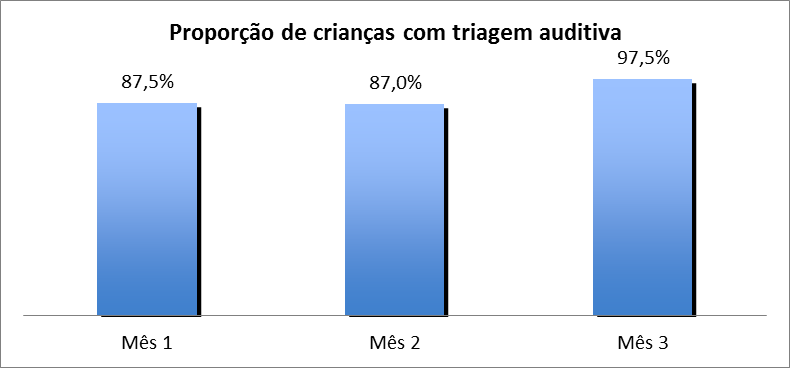 Proporção de crianças com triagem auditiva
87,5% 87,0% 97,5%
Mês 1 Mês 2 Mês 3